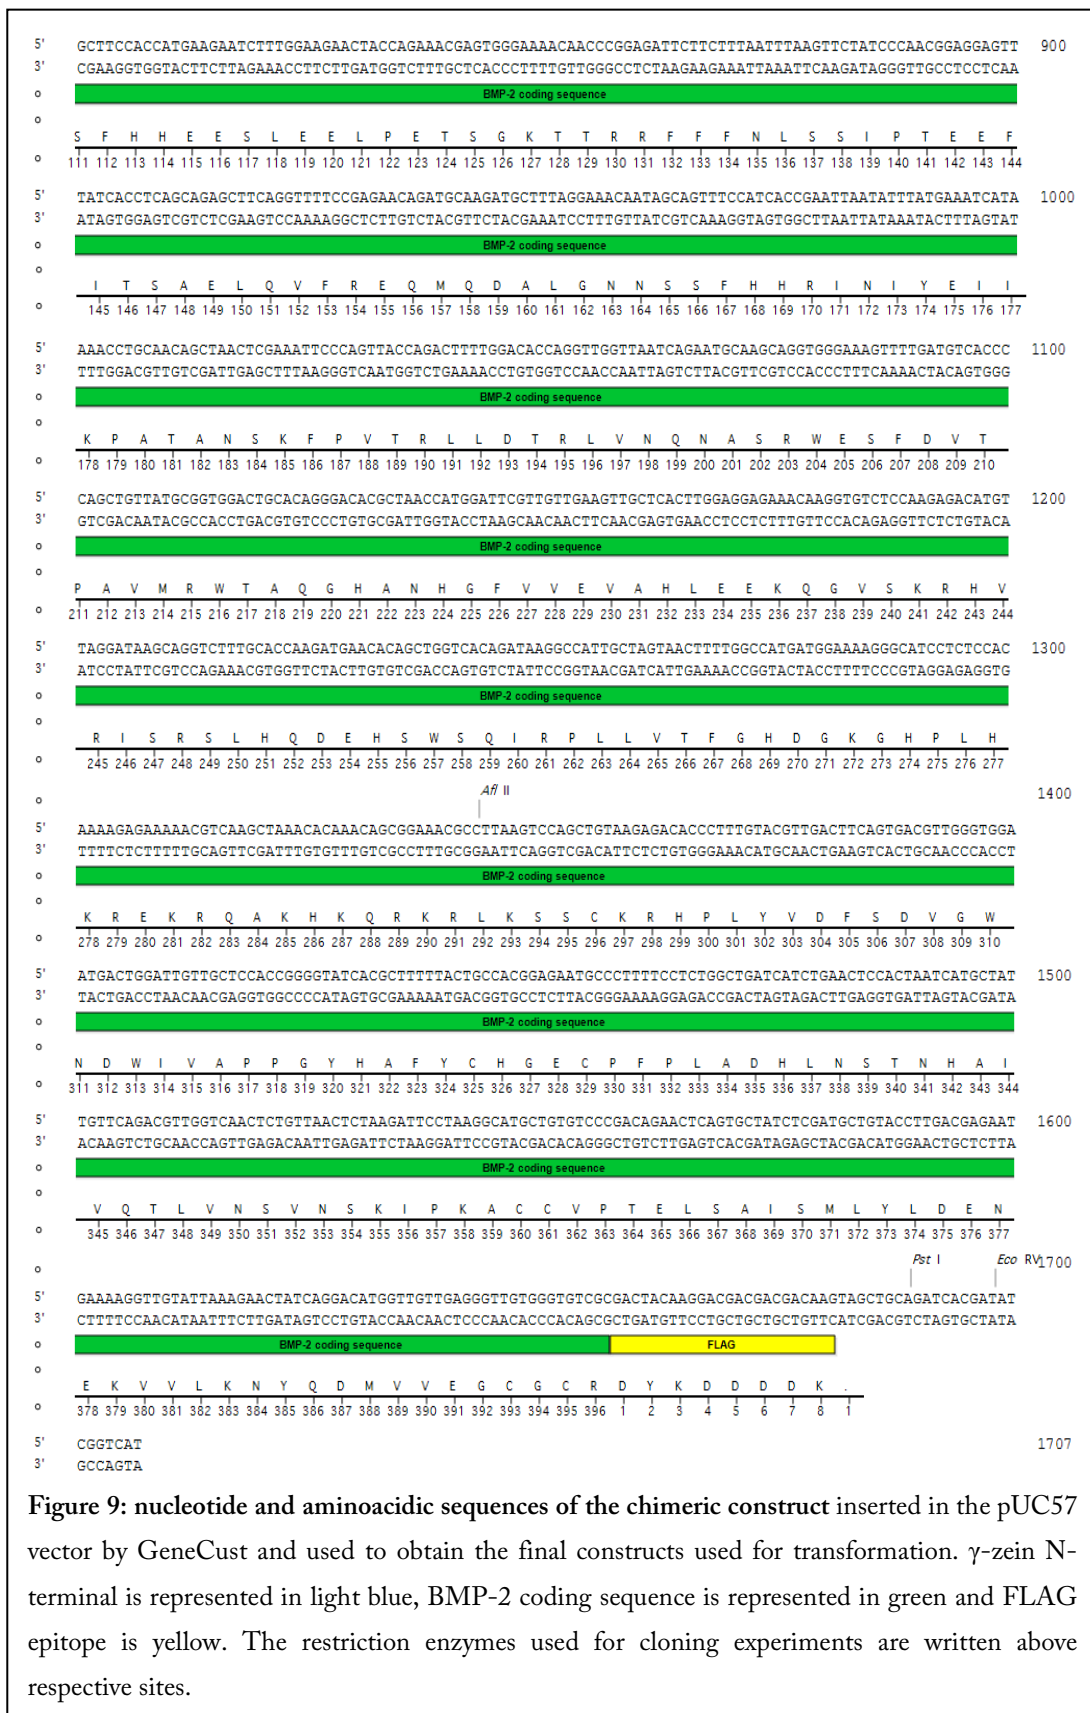 5' GCTTCCACCATGAAGAATCTTTGGAAGAACTACCAGAAACGAGTGGGAAAACAACCCGGAGATTCTTCTTTAATTTAAGTTCTATCCCAACGGAGGAGTT 900
3' CGAAGGTGGTACTTCTTAGAAACCTTCTTGATGGTCTTTGCTCACCCTTTTGTTGGGCCTCTAAGAAGAAATTAAATTCAAGATAGGGTTGCCTCCTCAA
BMP-2 coding sequence
S F H H E E S L E E L P E T S G K T T R R F F F N L S S I P T E E F
111 112 113 114 115 116 117 118 119 120 121 122 123 124 125 126 127 128 129 130 131 132 133 134 135 136 137 138 139 140 141 142 143 144
5' TATCACCTCAGCAGAGCTTCAGGTTTTCCGAGAACAGATGCAAGATGCTTTAGGAAACAATAGCAGTTTCCATCACCGAATTAATATTTATGAAATCATA 1000
3' ATAGTGGAGTCGTCTCGAAGTCCAAAAGGCTCTTGTCTACGTTCTACGAAATCCTTTGTTATCGTCAAAGGTAGTGGCTTAATTATAAATACTTTAGTAT
BMP-2 coding sequence
I T S A E L Q V F R E Q M Q D A L G N N S S F H H R I N I Y E I I
145 146 147 148 149 150 151 152 153 154 155 156 157 158 159 160 161 162 163 164 165 166 167 168 169 170 171 172 173 174 175 176 177
5' AAACCTGCAACAGCTAACTCGAAATTCCCAGTTACCAGACTTTTGGACACCAGGTTGGTTAATCAGAATGCAAGCAGGTGGGAAAGTTTTGATGTCACCC 1100
3' TTTGGACGTTGTCGATTGAGCTTTAAGGGTCAATGGTCTGAAAACCTGTGGTCCAACCAATTAGTCTTACGTTCGTCCACCCTTTCAAAACTACAGTGGG
BMP-2 coding sequence
K P A T A N S K F P V T R L L D T R L V N Q N A S R W E S F D V T
178 179 180 181 182 183 184 185 186 187 188 189 190 191 192 193 194 195 196 197 198 199 200 201 202 203 204 205 206 207 208 209 210
5' CAGCTGTTATGCGGTGGACTGCACAGGGACACGCTAACCATGGATTCGTTGTTGAAGTTGCTCACTTGGAGGAGAAACAAGGTGTCTCCAAGAGACATGT 1200
3' GTCGACAATACGCCACCTGACGTGTCCCTGTGCGATTGGTACCTAAGCAACAACTTCAACGAGTGAACCTCCTCTTTGTTCCACAGAGGTTCTCTGTACA
BMP-2 coding sequence
P A V M R W T A Q G H A N H G F V V E V A H L E E K Q G V S K R H V
211 212 213 214 215 216 217 218 219 220 221 222 223 224 225 226 227 228 229 230 231 232 233 234 235 236 237 238 239 240 241 242 243 244
5' TAGGATAAGCAGGTCTTTGCACCAAGATGAACACAGCTGGTCACAGATAAGGCCATTGCTAGTAACTTTTGGCCATGATGGAAAAGGGCATCCTCTCCAC 1300
3' ATCCTATTCGTCCAGAAACGTGGTTCTACTTGTGTCGACCAGTGTCTATTCCGGTAACGATCATTGAAAACCGGTACTACCTTTTCCCGTAGGAGAGGTG
BMP-2 coding sequence
R I S R S L H Q D E H S W S Q I R P L L V T F G H D G K G H P L H
245 246 247 248 249 250 251 252 253 254 255 256 257 258 259 260 261 262 263 264 265 266 267 268 269 270 271 272 273 274 275 276 277
Afl II 1400
5' AAAAGAGAAAAACGTCAAGCTAAACACAAACAGCGGAAACGCCTTAAGTCCAGCTGTAAGAGACACCCTTTGTACGTTGACTTCAGTGACGTTGGGTGGA
3' TTTTCTCTTTTTGCAGTTCGATTTGTGTTTGTCGCCTTTGCGGAATTCAGGTCGACATTCTCTGTGGGAAACATGCAACTGAAGTCACTGCAACCCACCT
BMP-2 coding sequence
K R E K R Q A K H K Q R K R L K S S C K R H P L Y V D F S D V G W
278 279 280 281 282 283 284 285 286 287 288 289 290 291 292 293 294 295 296 297 298 299 300 301 302 303 304 305 306 307 308 309 310
5' ATGACTGGATTGTTGCTCCACCGGGGTATCACGCTTTTTACTGCCACGGAGAATGCCCTTTTCCTCTGGCTGATCATCTGAACTCCACTAATCATGCTAT 1500
3' TACTGACCTAACAACGAGGTGGCCCCATAGTGCGAAAAATGACGGTGCCTCTTACGGGAAAAGGAGACCGACTAGTAGACTTGAGGTGATTAGTACGATA
BMP-2 coding sequence
N D W I V A P P G Y H A F Y C H G E C P F P L A D H L N S T N H A I
311 312 313 314 315 316 317 318 319 320 321 322 323 324 325 326 327 328 329 330 331 332 333 334 335 336 337 338 339 340 341 342 343 344
5' TGTTCAGACGTTGGTCAACTCTGTTAACTCTAAGATTCCTAAGGCATGCTGTGTCCCGACAGAACTCAGTGCTATCTCGATGCTGTACCTTGACGAGAAT 1600
3' ACAAGTCTGCAACCAGTTGAGACAATTGAGATTCTAAGGATTCCGTACGACACAGGGCTGTCTTGAGTCACGATAGAGCTACGACATGGAACTGCTCTTA
BMP-2 coding sequence
V Q T L V N S V N S K I P K A C C V P T E L S A I S M L Y L D E N
345 346 347 348 349 350 351 352 353 354 355 356 357 358 359 360 361 362 363 364 365 366 367 368 369 370 371 372 373 374 375 376 377
Pst I Eco RV 1700
5' GAAAAGGTTGTATTAAAGAACTATCAGGACATGGTTGTTGAGGGTTGTGGGTGTCGCGACTACAAGGACGACGACGACAAGTAGCTGCAGATCACGATAT
3' CTTTTCCAACATAATTTCTTGATAGTCCTGTACCAACAACTCCCAACACCCACAGCGCTGATGTTCCTGCTGCTGCTGTTCATCGACGTCTAGTGCTATA
BMP-2 coding sequence FLAG
E K V V L K N Y Q D M V V E G C G C R D Y K D D D D K .
378 379 380 381 382 383 384 385 386 387 388 389 390 391 392 393 394 395 396 1 2 3 4 5 6 7 8 1
5' CGGTCAT 1707
3' GCCAGTA
Figure 9: nucleotide and aminoacidic sequences of the chimeric construct inserted in the pUC57
vector by GeneCust and used to obtain the final constructs used for transformation. γ-zein N-
terminal is represented in light blue, BMP-2 coding sequence is represented in green and FLAG
epitope is yellow. The restriction enzymes used for cloning experiments are written above
respective sites.